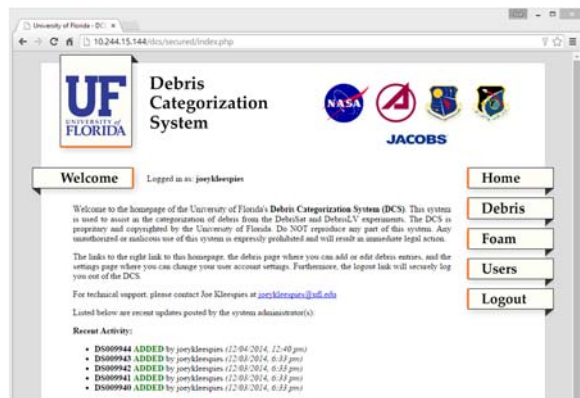 University of Florida - DC
10.244.15.144/dcs/secured/index.php
UF
UNIVERSITY of
FLORIDA
Debris
Categorization
System
NASA
JACOBS
Welcome
Logged in as: joeykleespies
Home
Debris
Foam
Users
Logout
Welcome to the homepage of the University of Florida's Debris Categorization System (DCS). This system
is used to assist in the categorization of debris from the DebriSat and DebrisLV experiments. The DCS is
propritary and copyrighted by the University of Florida. Do NOT reproduce any part of this system. Any
unauthorized or malicous use of this system is expressly prohibited and will result in immediate legal action.
The links to the right link to this homepage, the debris page where you can add or edit debris entries, and the
settings page where you can change your user account settings. Furthermore, the logout link will securely log
you out of the DCS.
For technical support, please contact Joe Kleespies at joeykleespies@ufl.edu
Listed below are recent updates posted by the system administrator(s):
Recent Activity:
DS009944 ADDED by joeykleespies (12/04/2014, 12:40 pm)
DS009943 ADDED by joeykleespies (12/03/2014, 6:33 pm)
DS009942 ADDED by joeykleespies (12/03/2014, 6:33 pm)
DS009941 ADDED by joeykleespies (12/03/2014, 6:33 pm)
DS009940 ADDED by joeykleespies (12/03/2014, 6:33 pm)